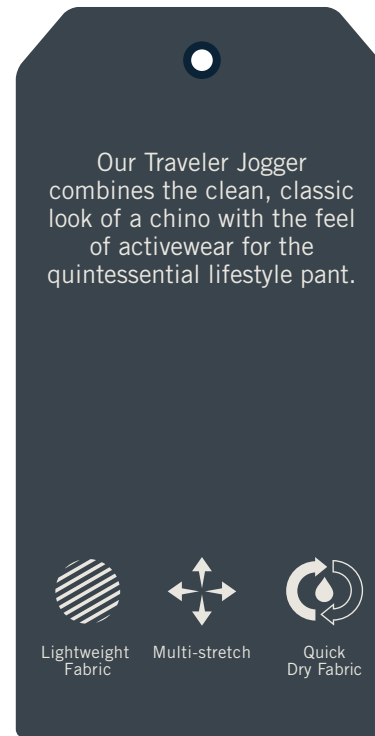 Our Traveler Jogger
combines the clean, classic
look of a chino with the feel
of activewear for the
quintessential lifestyle pant.
Lightweight
Fabric
Multi-stretch
Quick
Dry Fabric